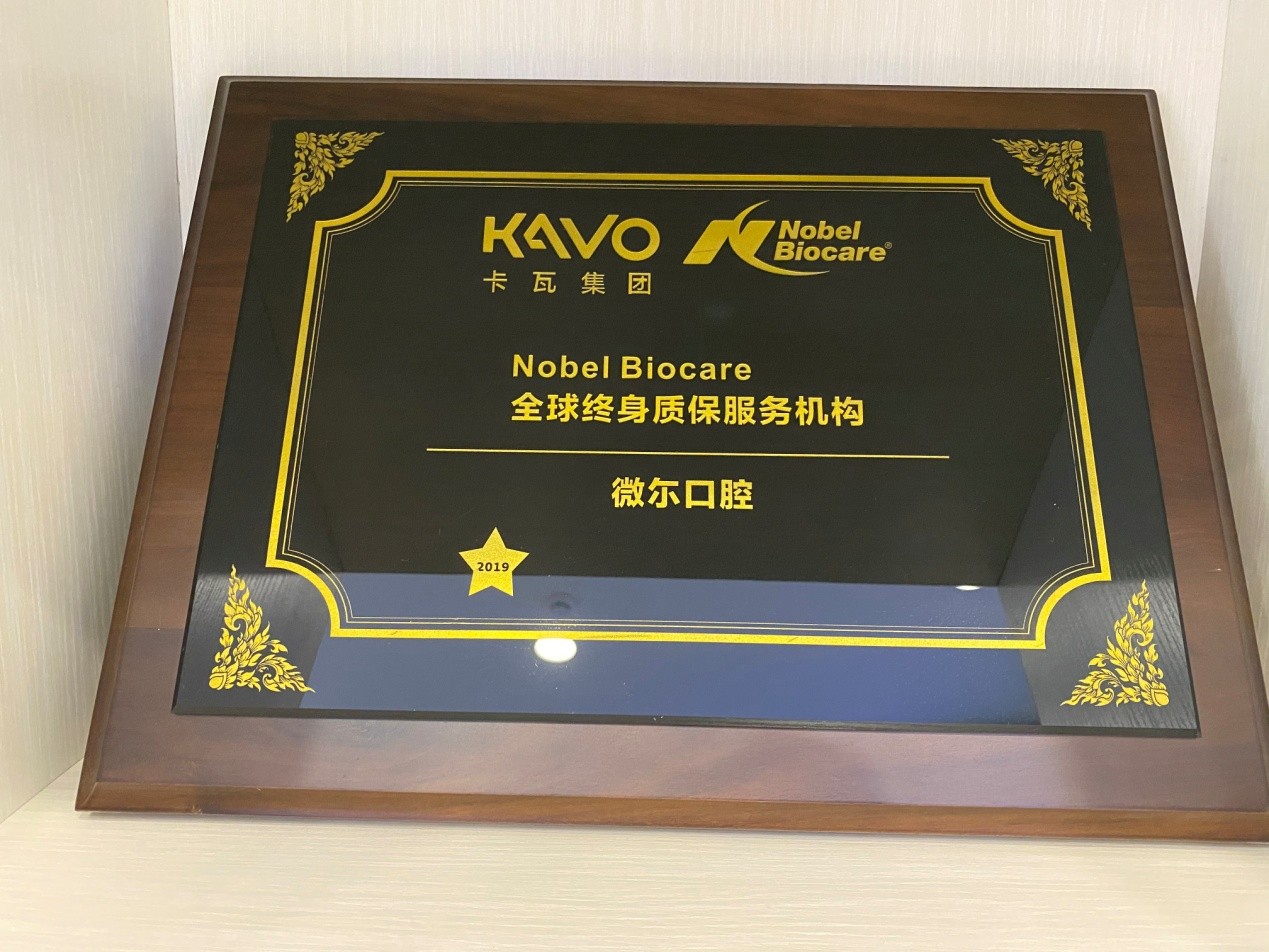 KAVO
卡瓦集团
Nobel
Biocare®
Nobel Biocare
全球终身质保服务机构
微尔口腔
2019